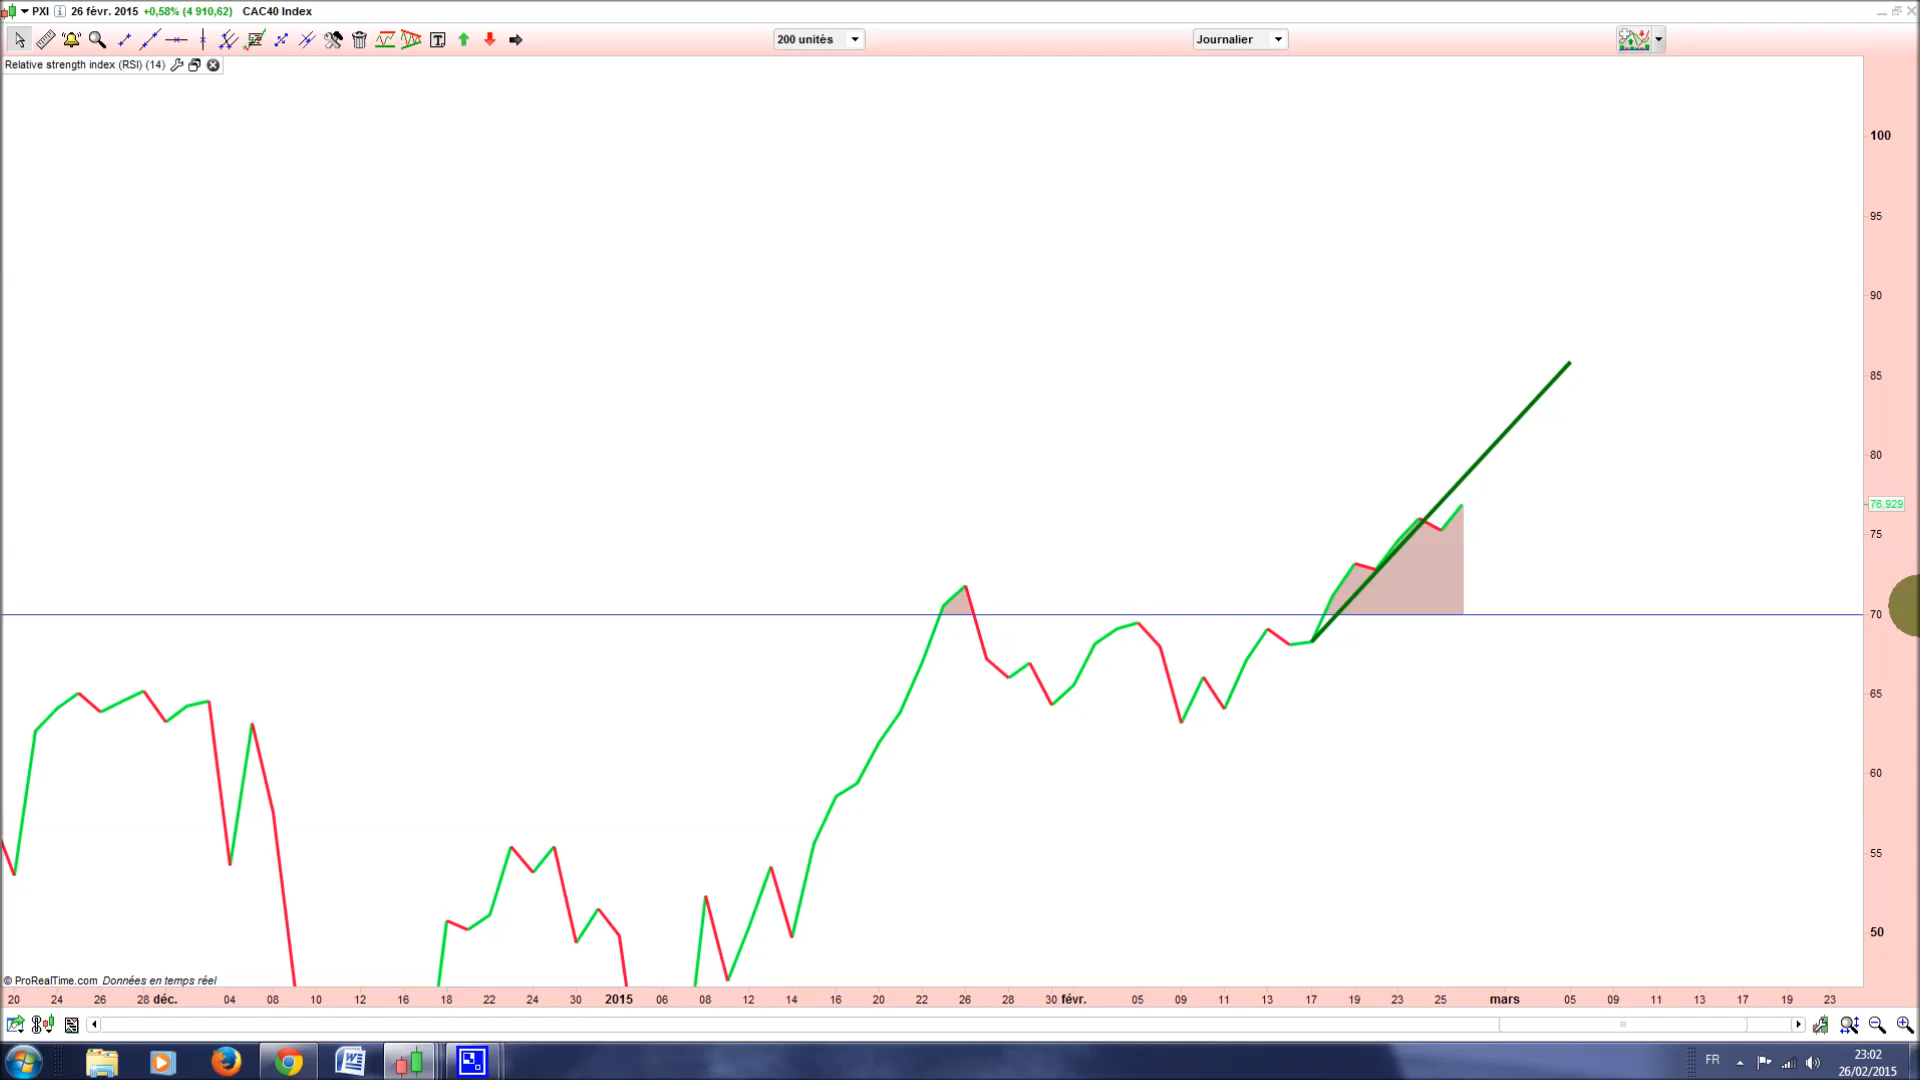 PXI 26 févr. 2015 +0,58% (4 910,62) CAC40 Index
200 unités Journalier
Relative strength index (RSI) (14)
100
95
90
85
80
76,929
75
70
65
60
55
50
© ProRealTime.com Données en temps réel
20 24 26 28 déc. 04 08 10 12 16 18 22 24 30 2015 06 08 12 14 16 20 22 26 28 30 févr. 05 09 11 13 17 19 23 25 mars 05 09 11 13 17 19 23
FR 23:02
26/02/2015